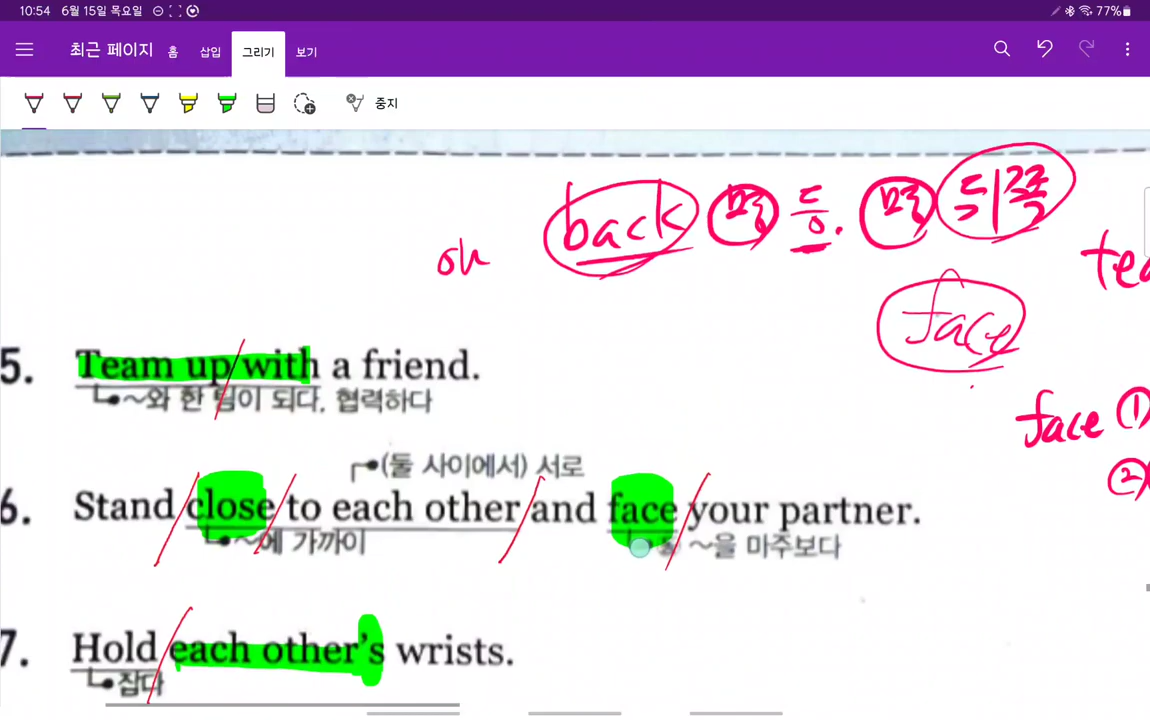 10:54 6월 15일 목요일 77%
최근 페이지 홈 삽입 그리기 보기
중지
back 명 등. 명 뒤쪽
on
tea
face
face ①
②
5. Team up with a friend.
~와 한 팀이 되다, 협력하다
(둘 사이에서) 서로
6. Stand close to each other and face your partner.
~에 가까이 동 ~을 마주보다
7. Hold each other's wrists.
잡다